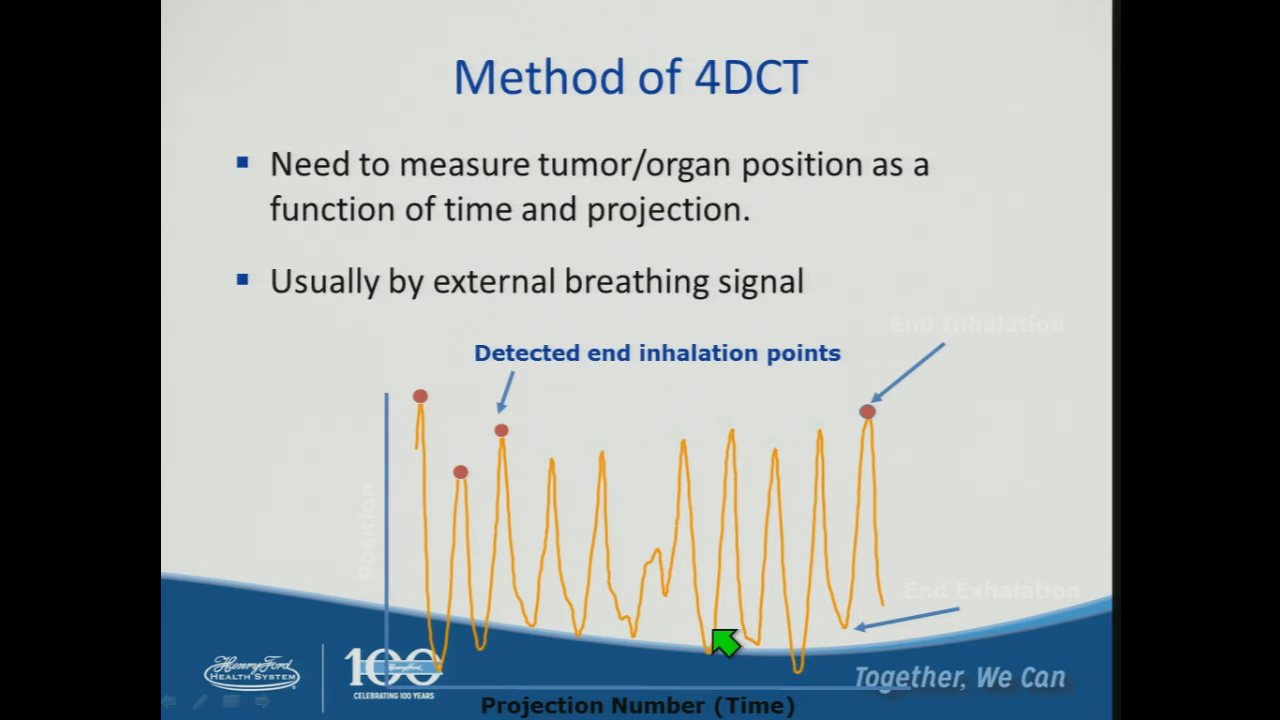 Method of 4DCT
Need to measure tumor/organ position as a
function of time and projection.
Usually by external breathing signal
End Inhalation
Detected end inhalation points
Position
End Exhalation
Henry Ford
HEALTH SYSTEM
100
Henry Ford
CELEBRATING 100 YEARS
Together, We Can
Projection Number (Time)